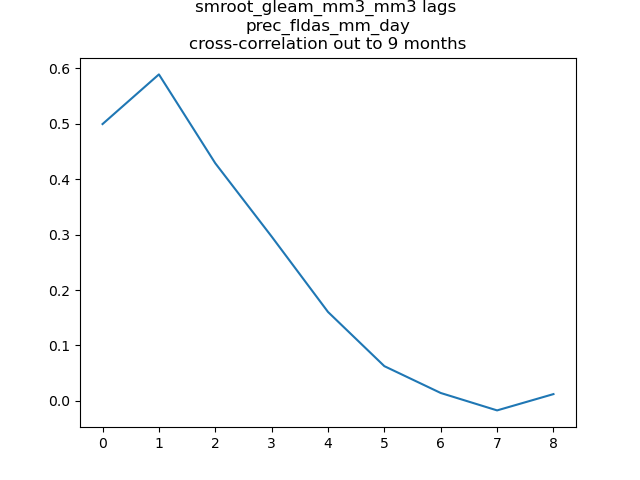 smroot_gleam_mm3_mm3 lags
prec_fldas_mm_day
cross-correlation out to 9 months
0.6
0.5
0.4
0.3
0.2
0.1
0.0
0 1 2 3 4 5 6 7 8